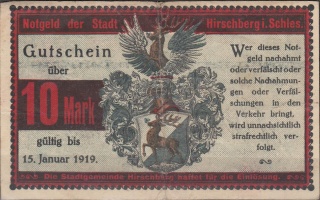 Notgeld der Stadt Hirschberg i. Schles.
Gutschein
über
10 Mark
gültig bis
15. Januar 1919.
Wer dieses Not-
geld nachahmt
oder verfälscht oder
solche Nachahmun-
gen oder Verfäl-
schungen in den
Verkehr bringt,
wird unnachsichtlich
strafrechtlich ver-
folgt.
Die Stadtgemeinde Hirschberg haftet für die Einlösung.